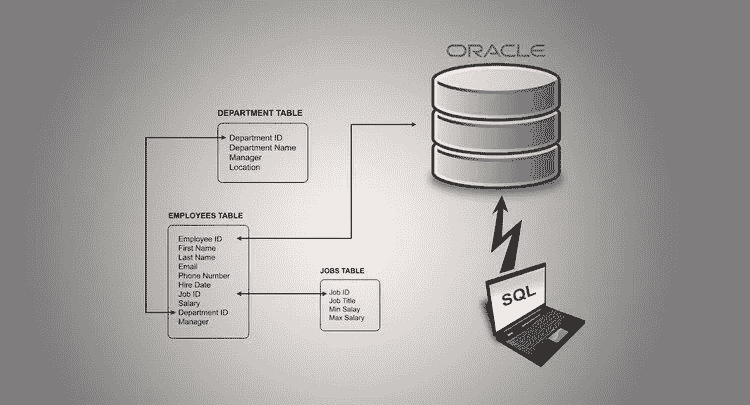 ORACLE
DEPARTMENT TABLE
Department ID
Department Name
Manager
Location
EMPLOYEES TABLE
Employee ID
First Name
Last Name
Email
Phone Number
Hire Date
Job ID
Salary
Department ID
Manager
JOBS TABLE
Job ID
Job Title
Min Salay
Max Salary
SQL